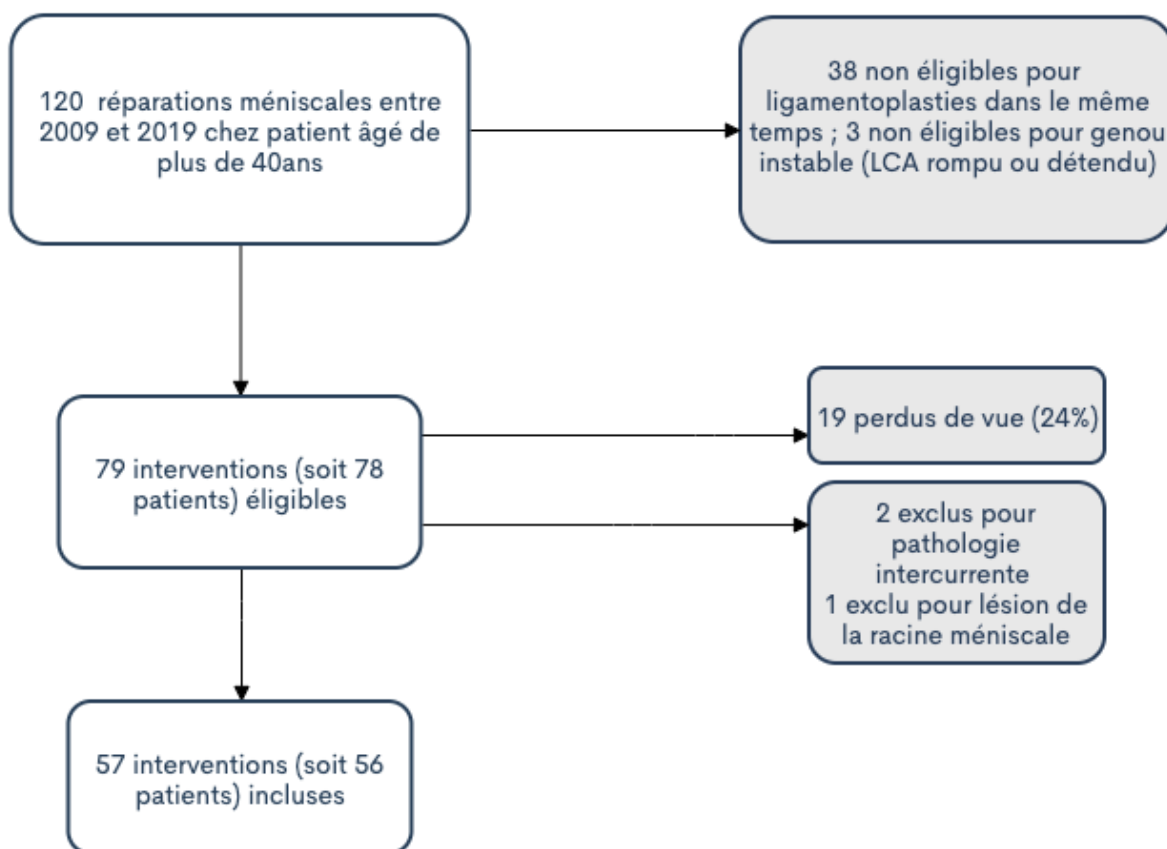 120 réparations méniscales entre
2009 et 2019 chez patient âgé de
plus de 40ans
38 non éligibles pour
ligamentoplasties dans le même
temps ; 3 non éligibles pour genou
instable (LCA rompu ou détendu)
79 interventions (soit 78
patients) éligibles
19 perdus de vue (24%)
2 exclus pour
pathologie
intercurrente
1 exclu pour lésion de
la racine méniscale
57 interventions (soit 56
patients) incluses